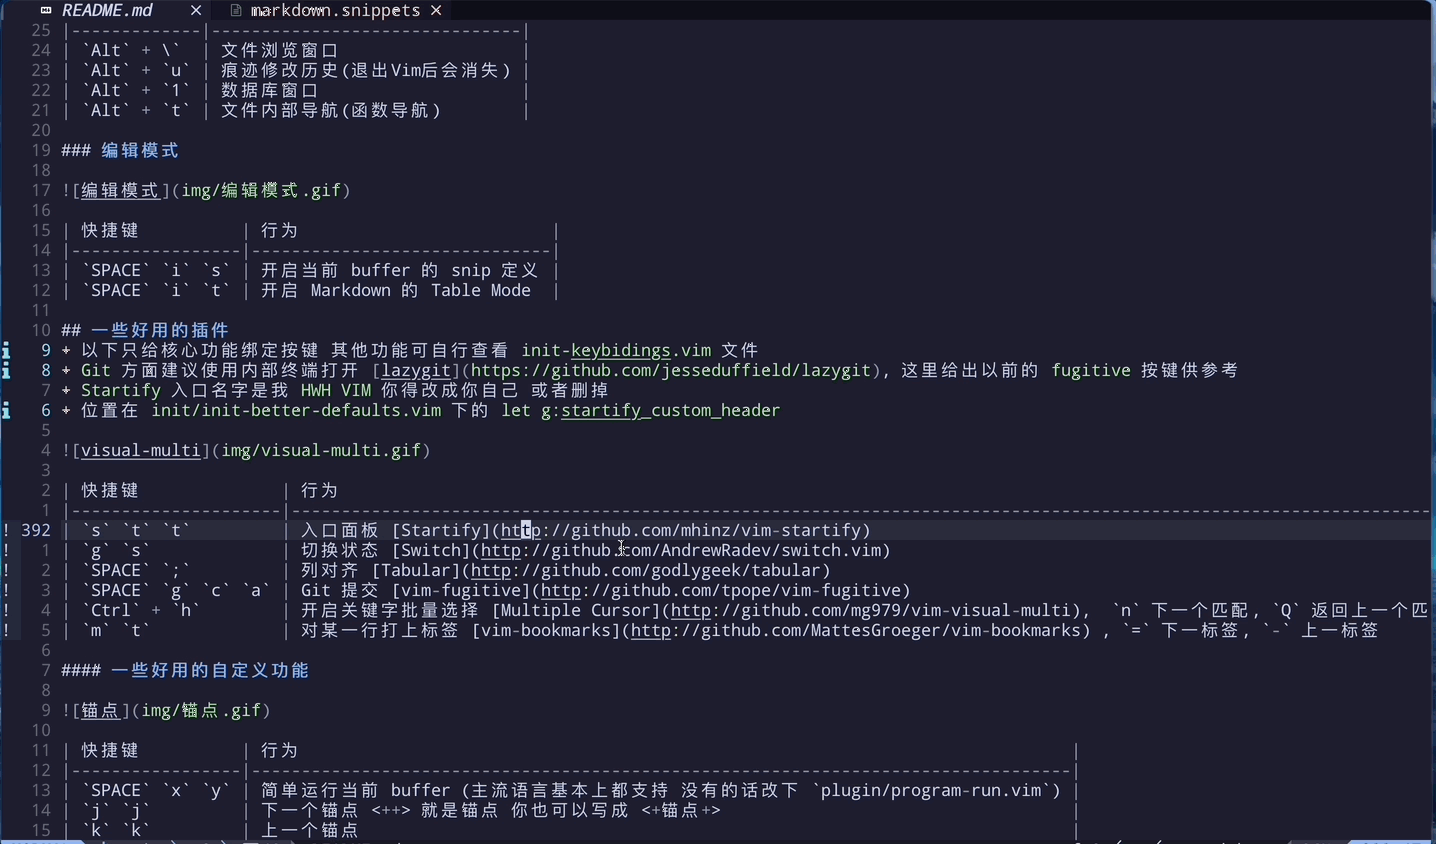 README.md × markdown.snippets ×
25 |-------------|-------------------------------|
24 | `Alt` + \` | 文件浏览窗口 |
23 | `Alt` + `u` | 痕迹修改历史(退出Vim后会消失) |
22 | `Alt` + `1` | 数据库窗口 |
21 | `Alt` + `t` | 文件内部导航(函数导航) |
20
19 ### 编辑模式
18
17 ![编辑模式](img/编辑模式.gif)
16
15 | 快捷键 | 行为 |
14 |-----------------|------------------------------|
13 | `SPACE` `i` `s` | 开启当前 buffer 的 snip 定义 |
12 | `SPACE` `i` `t` | 开启 Markdown 的 Table Mode |
11
10 ## 一些好用的插件
i 9 + 以下只给核心功能绑定按键 其他功能可自行查看 init-keybidings.vim 文件
i 8 + Git 方面建议使用内部终端打开 [lazygit](https://github.com/jesseduffield/lazygit), 这里给出以前的 fugitive 按键供参考
7 + Startify 入口名字是我 HWH VIM 你得改成你自己 或者删掉
i 6 + 位置在 init/init-better-defaults.vim 下的 let g:startify_custom_header
5
4 ![visual-multi](img/visual-multi.gif)
3
2 | 快捷键 | 行为
1 |---------------------|------------------------------------------------------------------------------------------------------------------
! 392 | `s` `t` `t` | 入口面板 [Startify](http://github.com/mhinz/vim-startify)
! 1 | `g` `s` | 切换状态 [Switch](http://github.com/AndrewRadev/switch.vim)
! 2 | `SPACE` `;` | 列对齐 [Tabular](http://github.com/godlygeek/tabular)
! 3 | `SPACE` `g` `c` `a` | Git 提交 [vim-fugitive](http://github.com/tpope/vim-fugitive)
! 4 | `Ctrl` + `h` | 开启关键字批量选择 [Multiple Cursor](http://github.com/mg979/vim-visual-multi), `n` 下一个匹配, `Q` 返回上一个匹
! 5 | `m` `t` | 对某一行打上标签 [vim-bookmarks](http://github.com/MattesGroeger/vim-bookmarks) , `=` 下一标签, `-` 上一标签
6
7 #### 一些好用的自定义功能
8
9 ![锚点](img/锚点.gif)
10
11 | 快捷键 | 行为 |
12 |-----------------|----------------------------------------------------------------------------------|
13 | `SPACE` `x` `y` | 简单运行当前 buffer (主流语言基本上都支持 没有的话改下 `plugin/program-run.vim`) |
14 | `j` `j` | 下一个锚点 <++> 就是锚点 你也可以写成 <+锚点+> |
15 | `k` `k` | 上一个锚点 |